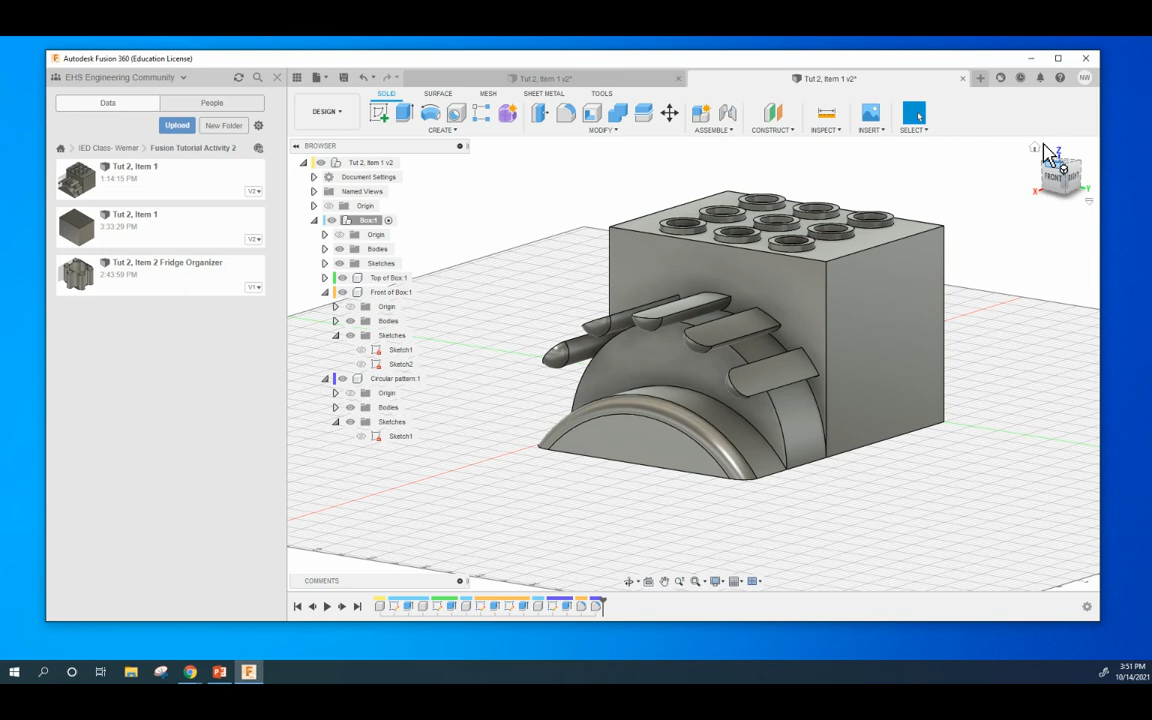 Autodesk Fusion 360 (Education License)
EHS Engineering Community
Tut 2, Item 1 v2*
Tut 2, Item 1 v2*
NW
Data
People
SOLID
SURFACE
MESH
SHEET METAL
TOOLS
DESIGN
Upload
New Folder
CREATE
MODIFY
ASSEMBLE
CONSTRUCT
INSPECT
INSERT
SELECT
IED Class- Werner
Fusion Tutorial Activity 2
BROWSER
Tut 2, Item 1
1:14:15 PM
V2
Tut 2, Item 1
3:33:29 PM
V2
Tut 2, Item 2 Fridge Organizer
2:43:59 PM
V1
Tut 2, Item 1 v2
Document Settings
Named Views
Origin
Box:1
Origin
Bodies
Sketches
Top of Box:1
Front of Box:1
Origin
Bodies
Sketches
Sketch1
Sketch2
Circular pattern:1
Origin
Bodies
Sketches
Sketch1
Z
FRONT
RIGHT
X
Y
COMMENTS
3:51 PM
10/14/2021